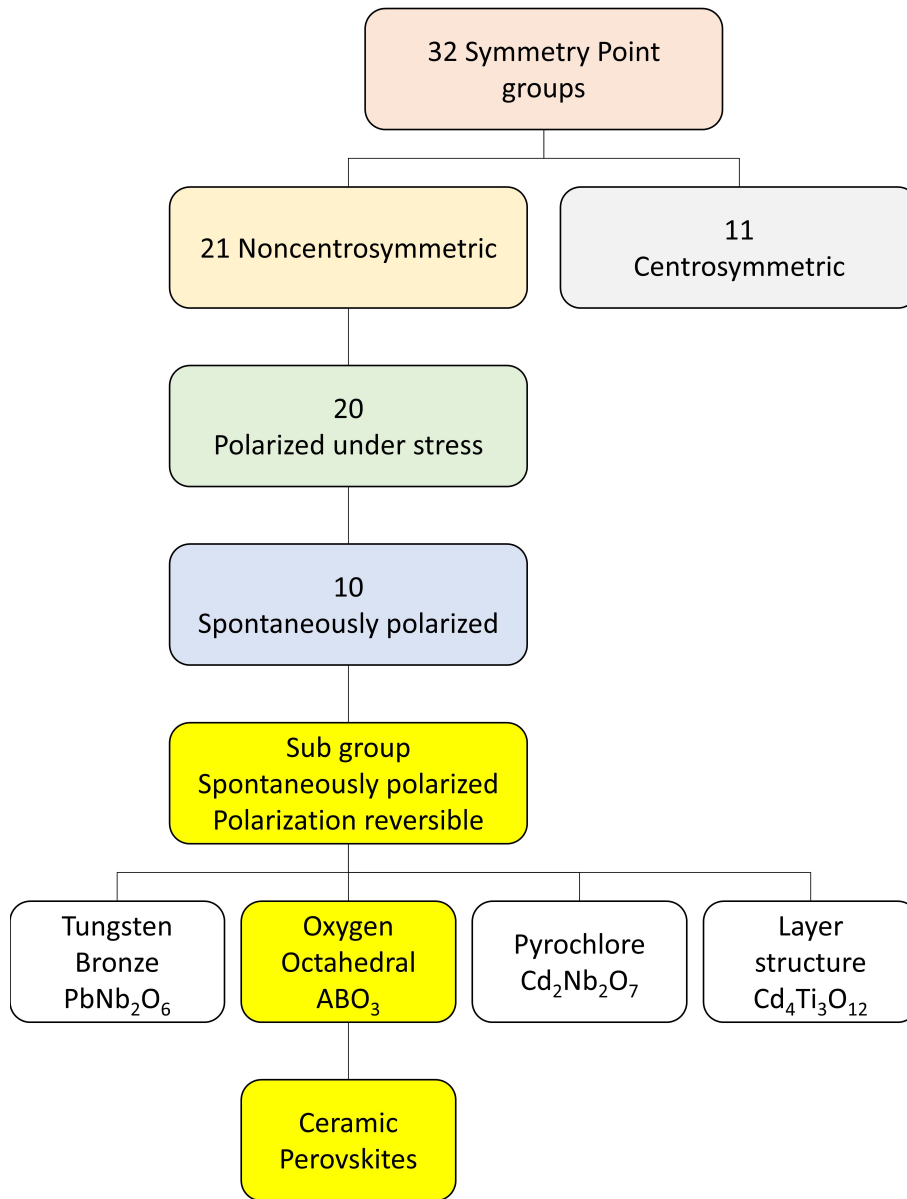 32 Symmetry Point
groups
21 Noncentrosymmetric
11
Centrosymmetric
20
Polarized under stress
10
Spontaneously polarized
Sub group
Spontaneously polarized
Polarization reversible
Tungsten
Bronze
PbNb₂O₆
Oxygen
Octahedral
ABO₃
Pyrochlore
Cd₂Nb₂O₇
Layer
structure
Cd₄Ti₃O₁₂
Ceramic
Perovskites